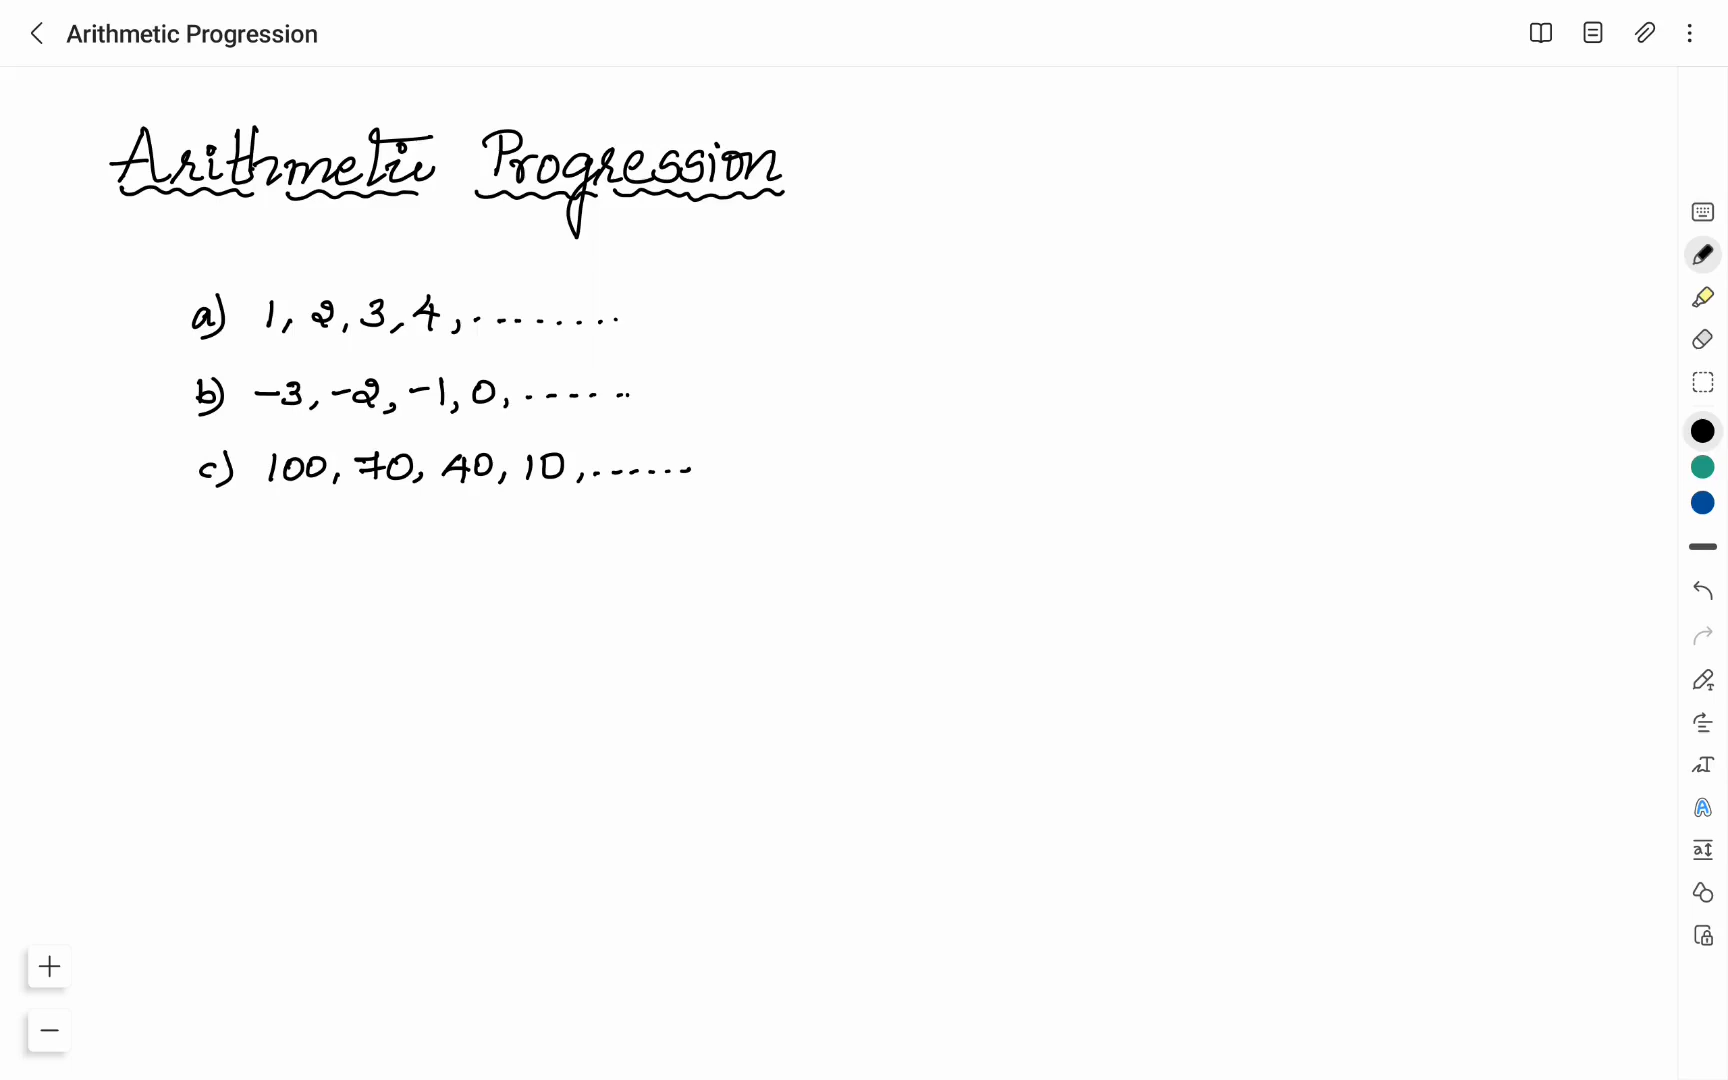 Arithmetic Progression
Arithmetic Progression
a) 1, 2, 3, 4, ........
b) -3, -2, -1, 0, ......
c) 100, 70, 40, 10, ......